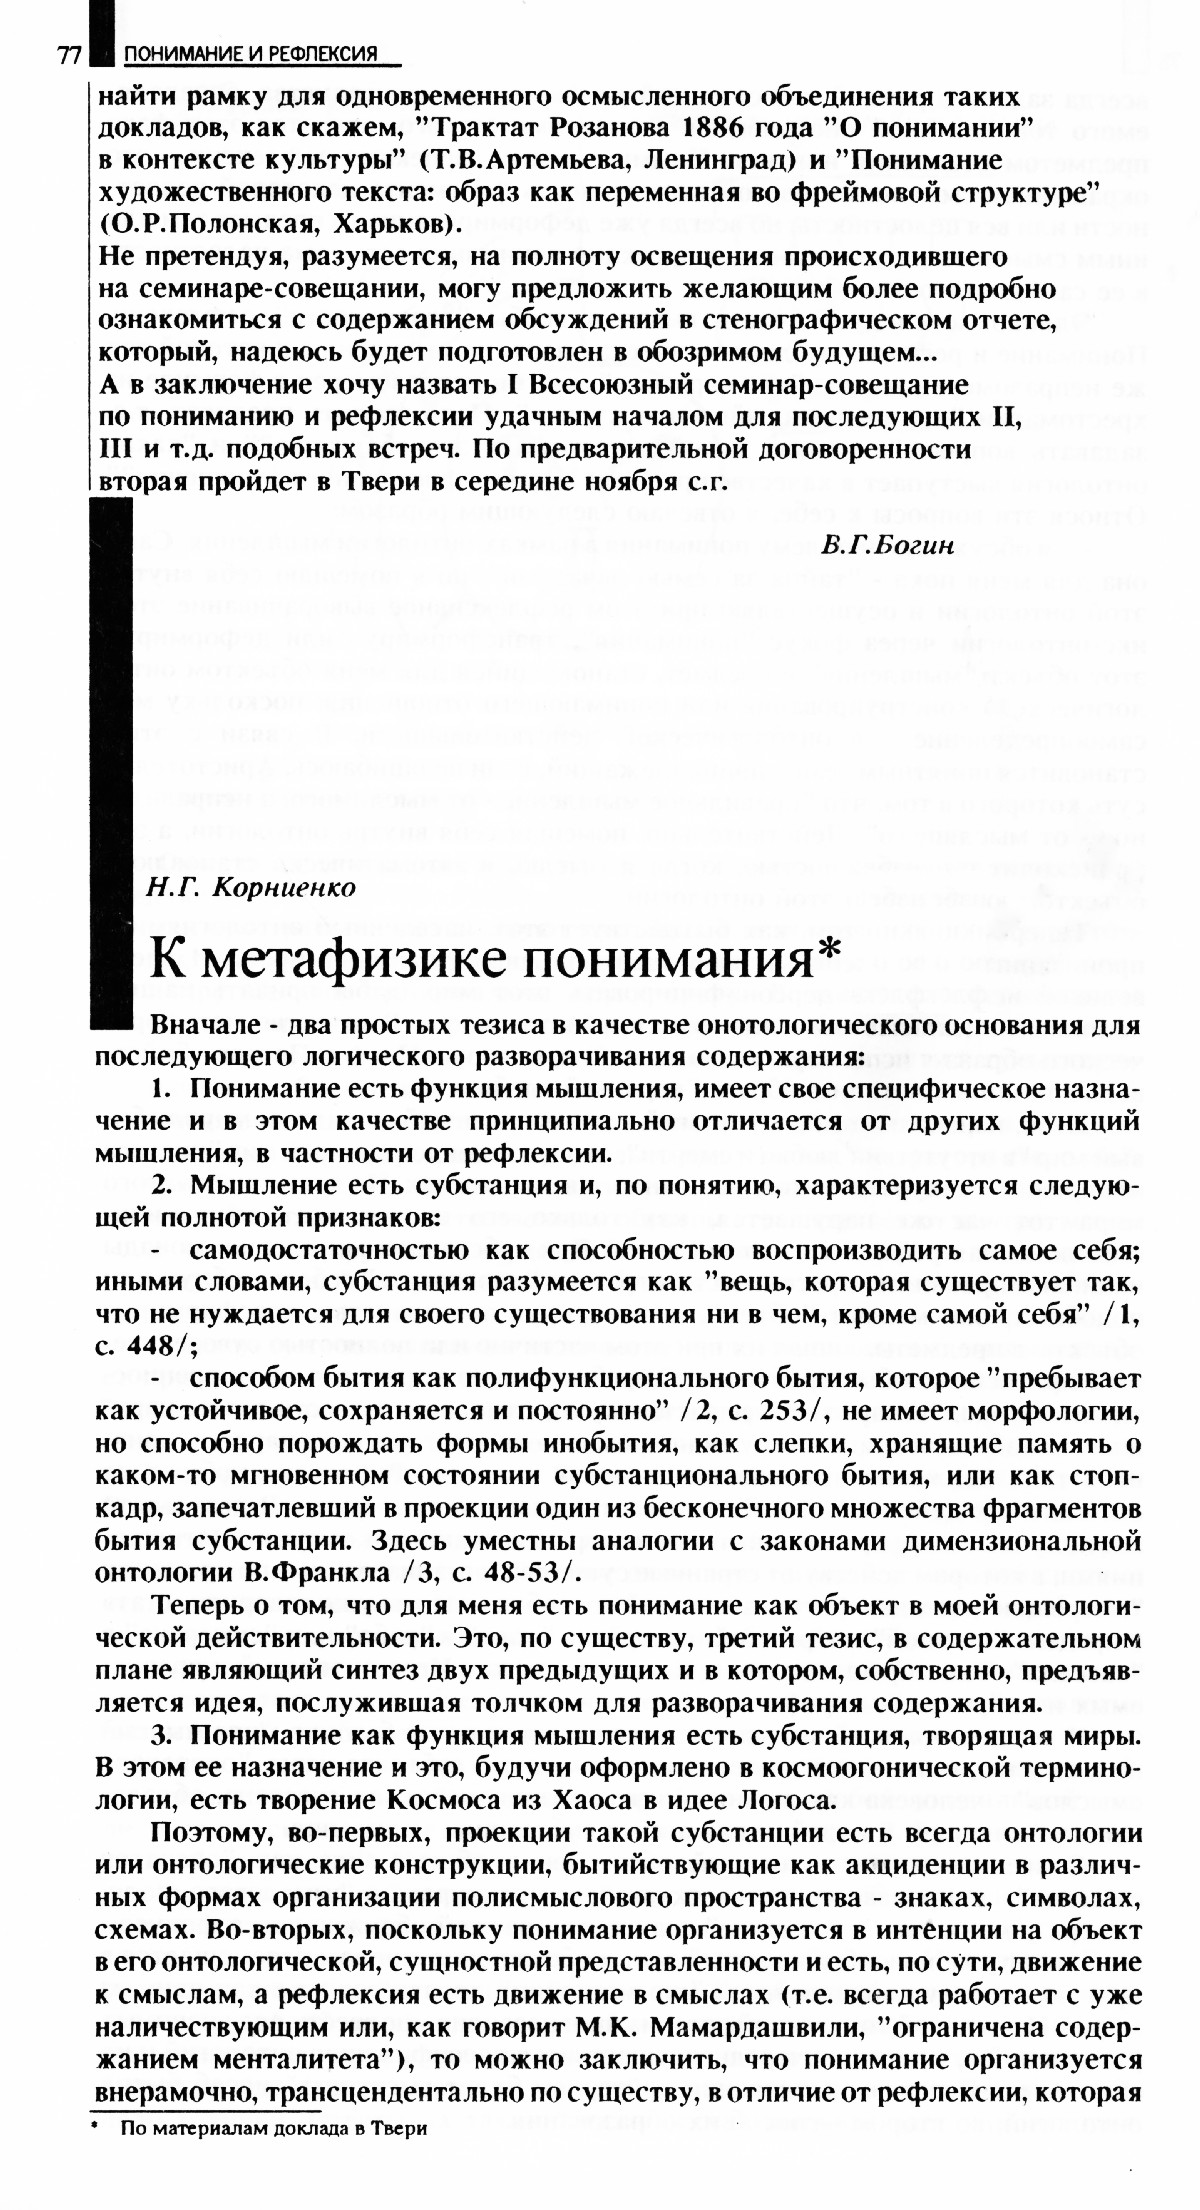 77 ПОНИМАНИЕ И РЕФЛЕКСИЯ
найти рамку для одновременного осмысленного объединения таких
докладов, как скажем, ”Трактат Розанова 1886 года ”О понимании”
в контексте культуры” (Т.В.Артемьева, Ленинград) и ”Понимание
художественного текста: образ как переменная во фреймовой структуре”
(О.Р.Полонская, Харьков).
Не претендуя, разумеется, на полноту освещения происходившего
на семинаре-совещании, могу предложить желающим более подробно
ознакомиться с содержанием обсуждений в стенографическом отчете,
который, надеюсь будет подготовлен в обозримом будущем...
А в заключение хочу назвать I Всесоюзный семинар-совещание
по пониманию и рефлексии удачным началом для последующих II,
III и т.д. подобных встреч. По предварительной договоренности
вторая пройдет в Твери в середине ноября с.г.
В.Г.Богин
Н.Г. Корниенко
К метафизике понимания*
Вначале - два простых тезиса в качестве онотологического основания для
последующего логического разворачивания содержания:
1. Понимание есть функция мышления, имеет свое специфическое назна-
чение и в этом качестве принципиально отличается от других функций
мышления, в частности от рефлексии.
2. Мышление есть субстанция и, по понятию, характеризуется следую-
щей полнотой признаков:
- самодостаточностью как способностью воспроизводить самое себя;
иными словами, субстанция разумеется как ”вещь, которая существует так,
что не нуждается для своего существования ни в чем, кроме самой себя” /1,
с. 448/;
- способом бытия как полифункционального бытия, которое ”пребывает
как устойчивое, сохраняется и постоянно” /2, с. 253/, не имеет морфологии,
но способно порождать формы инобытия, как слепки, хранящие память о
каком-то мгновенном состоянии субстанционального бытия, или как стоп-
кадр, запечатлевший в проекции один из бесконечного множества фрагментов
бытия субстанции. Здесь уместны аналогии с законами димензиональной
онтологии В.Франкла /3, с. 48-53/.
Теперь о том, что для меня есть понимание как объект в моей онтологи-
ческой действительности. Это, по существу, третий тезис, в содержательном
плане являющий синтез двух предыдущих и в котором, собственно, предъяв-
ляется идея, послужившая толчком для разворачивания содержания.
3. Понимание как функция мышления есть субстанция, творящая миры.
В этом ее назначение и это, будучи оформлено в космоогонической термино-
логии, есть творение Космоса из Хаоса в идее Логоса.
Поэтому, во-первых, проекции такой субстанции есть всегда онтологии
или онтологические конструкции, бытийствующие как акциденции в различ-
ных формах организации полисмыслового пространства - знаках, символах,
схемах. Во-вторых, поскольку понимание организуется в интенции на объект
в его онтологической, сущностной представленности и есть, по сути, движение
к смыслам, а рефлексия есть движение в смыслах (т.е. всегда работает с уже
наличествующим или, как говорит М.К. Мамардашвили, ”ограничена содер-
жанием менталитета”), то можно заключить, что понимание организуется
внерамочно, трансцендентально по существу, в отличие от рефлексии, которая
* По материалам доклада в Твери